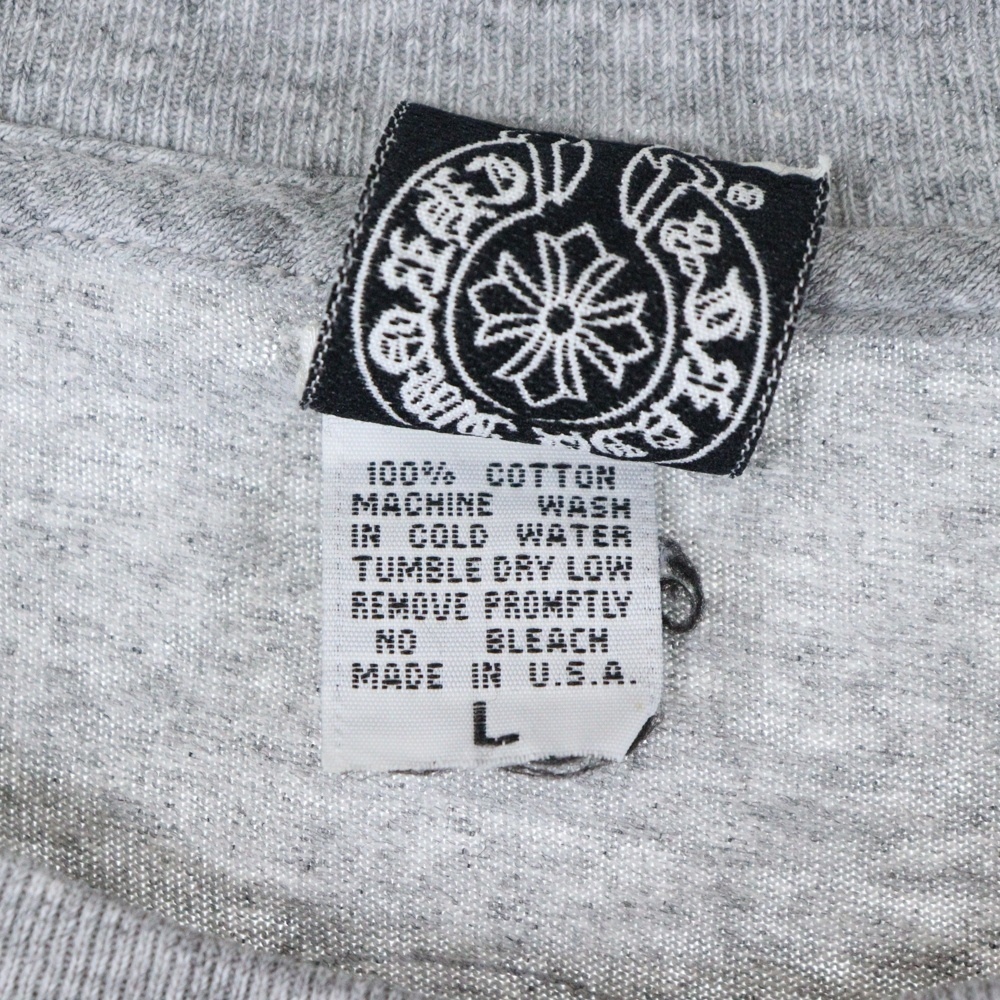 ®
100% COTTON
MACHINE WASH
IN COLD WATER
TUMBLE DRY LOW
REMOVE PROMPTLY
NO BLEACH
MADE IN U.S.A.
L